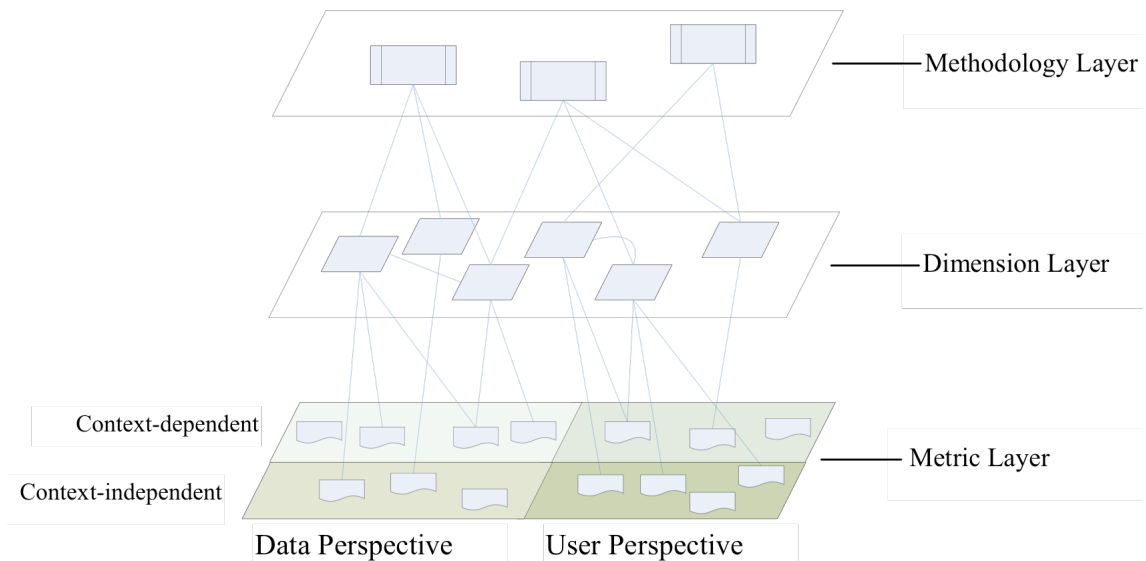 Methodology Layer
Dimension Layer
Context-dependent
Metric Layer
Context-independent
Data Perspective
User Perspective